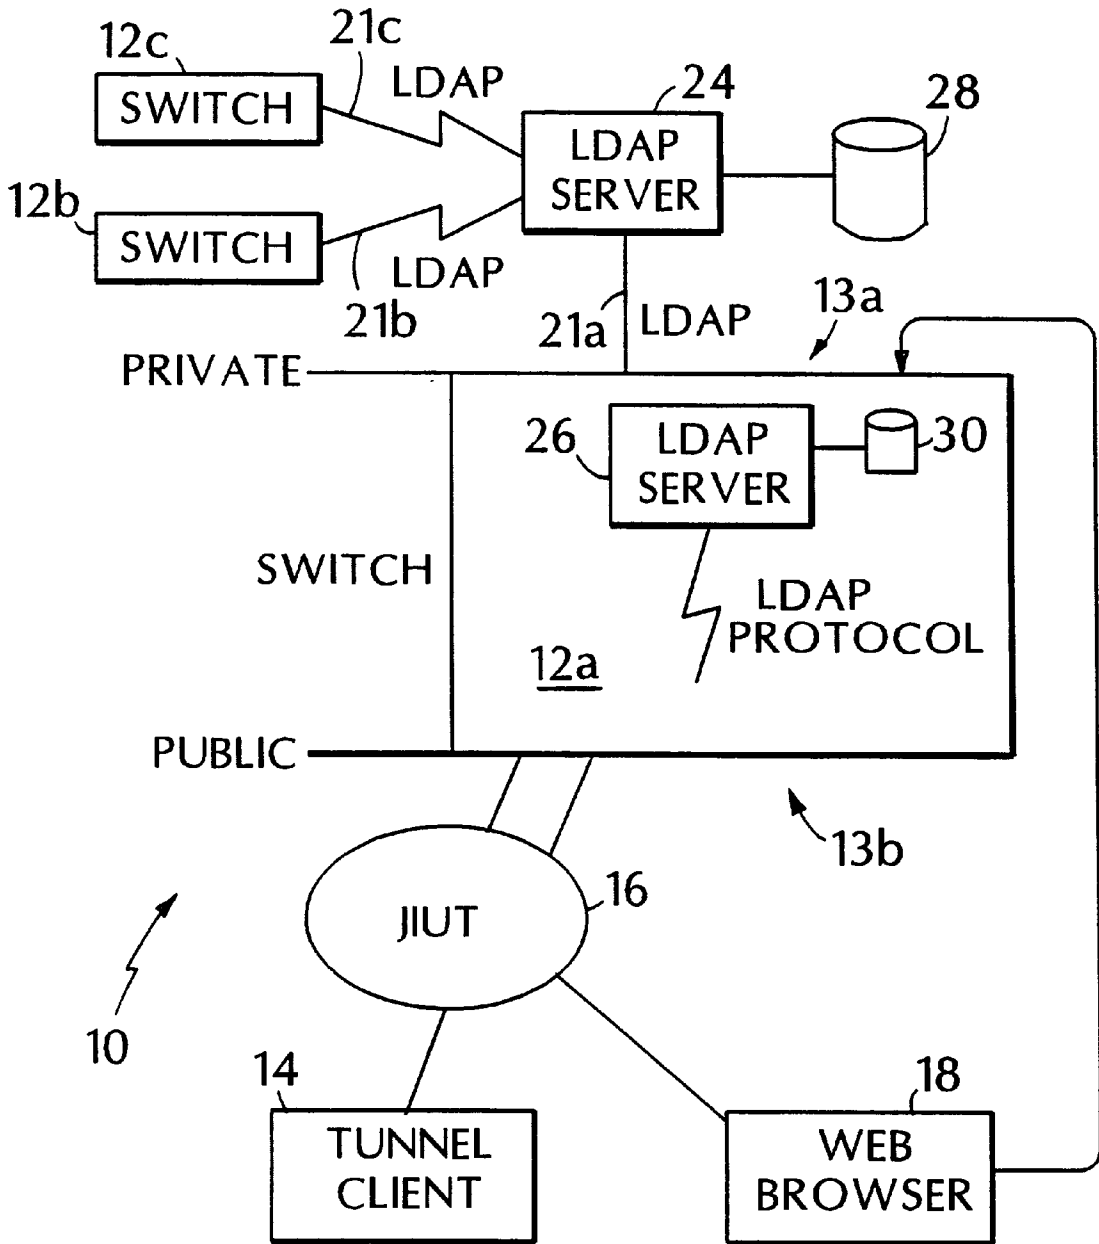 12c
21c
LDAP
SWITCH
24
28
LDAP
SERVER
12b
SWITCH
LDAP
21b
21a
LDAP
13a
PRIVATE
26
LDAP
SERVER
30
SWITCH
LDAP
PROTOCOL
12a
PUBLIC
13b
16
JIUT
10
14
18
TUNNEL
CLIENT
WEB
BROWSER